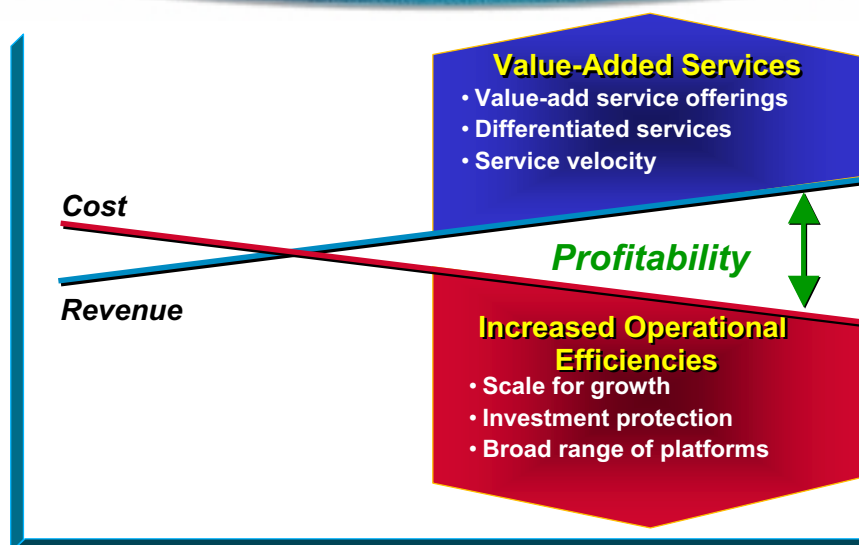 Value-Added Services
• Value-add service offerings
• Differentiated services
• Service velocity
Cost
Profitability
Revenue
Increased Operational
Efficiencies
• Scale for growth
• Investment protection
• Broad range of platforms